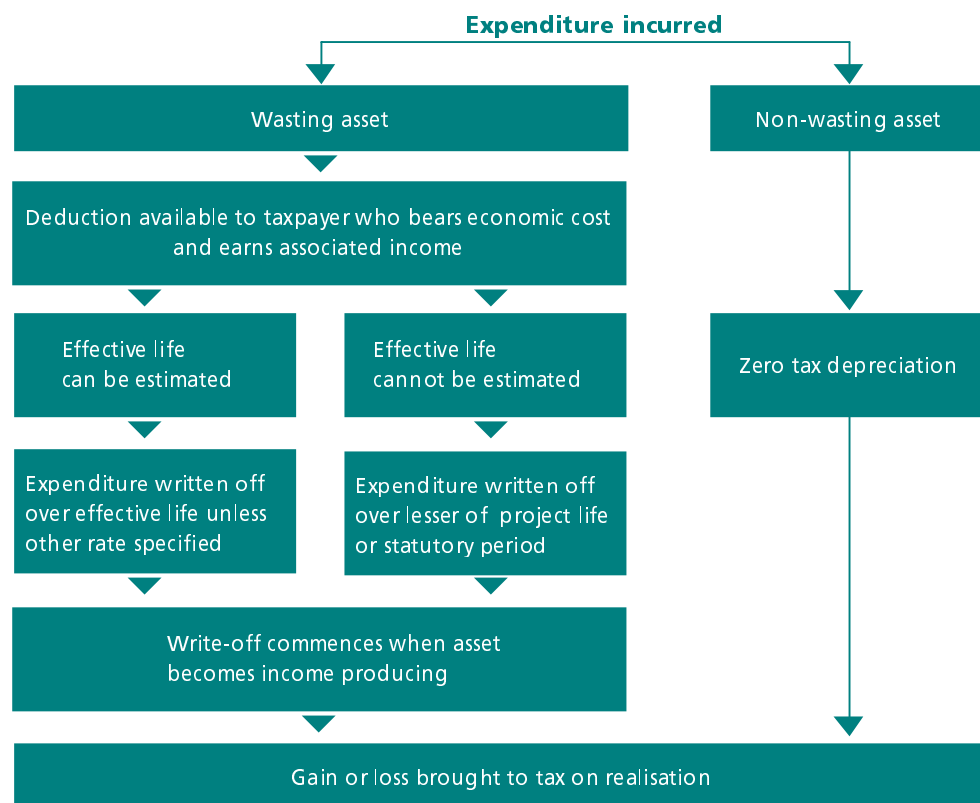 Expenditure incurred
Wasting asset
Non-wasting asset
Deduction available to taxpayer who bears economic cost
and earns associated income
Effective life
can be estimated
Effective life
cannot be estimated
Zero tax depreciation
Expenditure written off
over effective life unless
other rate specified
Expenditure written off
over lesser of project life
or statutory period
Write-off commences when asset
becomes income producing
Gain or loss brought to tax on realisation